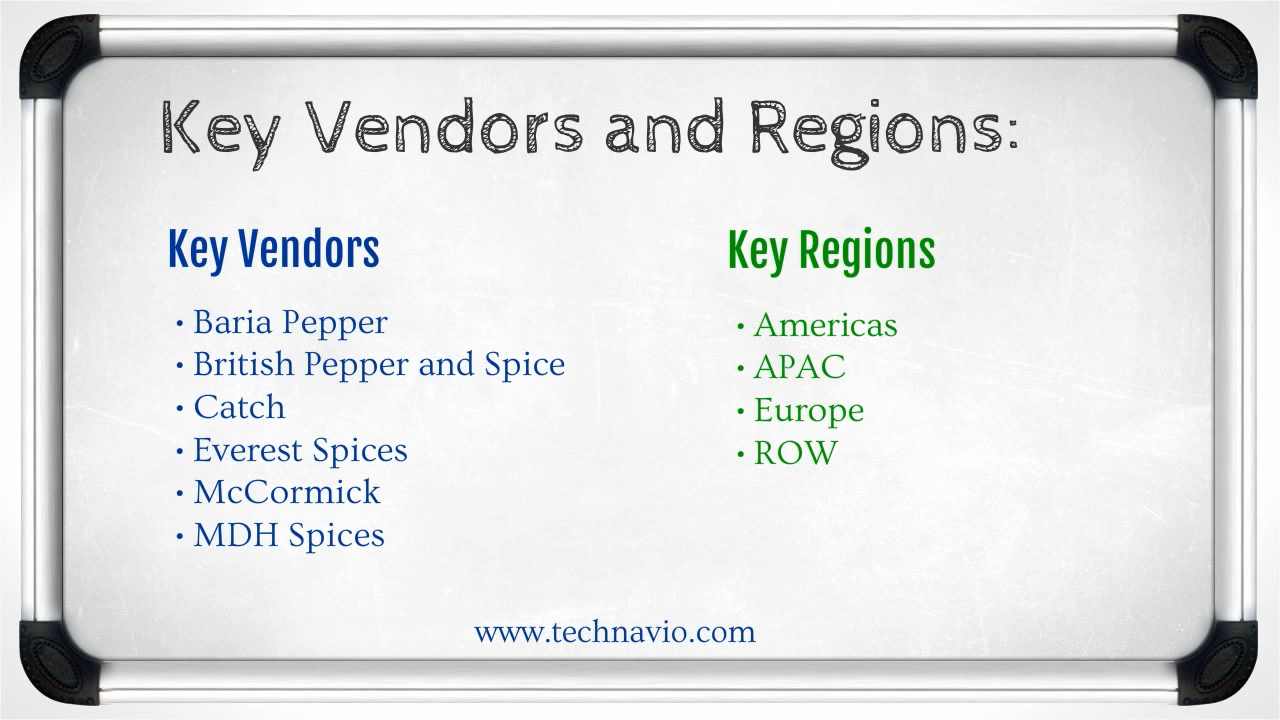 Key Vendors and Regions:
Key Vendors
• Baria Pepper
• British Pepper and Spice
• Catch
• Everest Spices
• McCormick
• MDH Spices
Key Regions
• Americas
• APAC
• Europe
• ROW
www.technavio.com